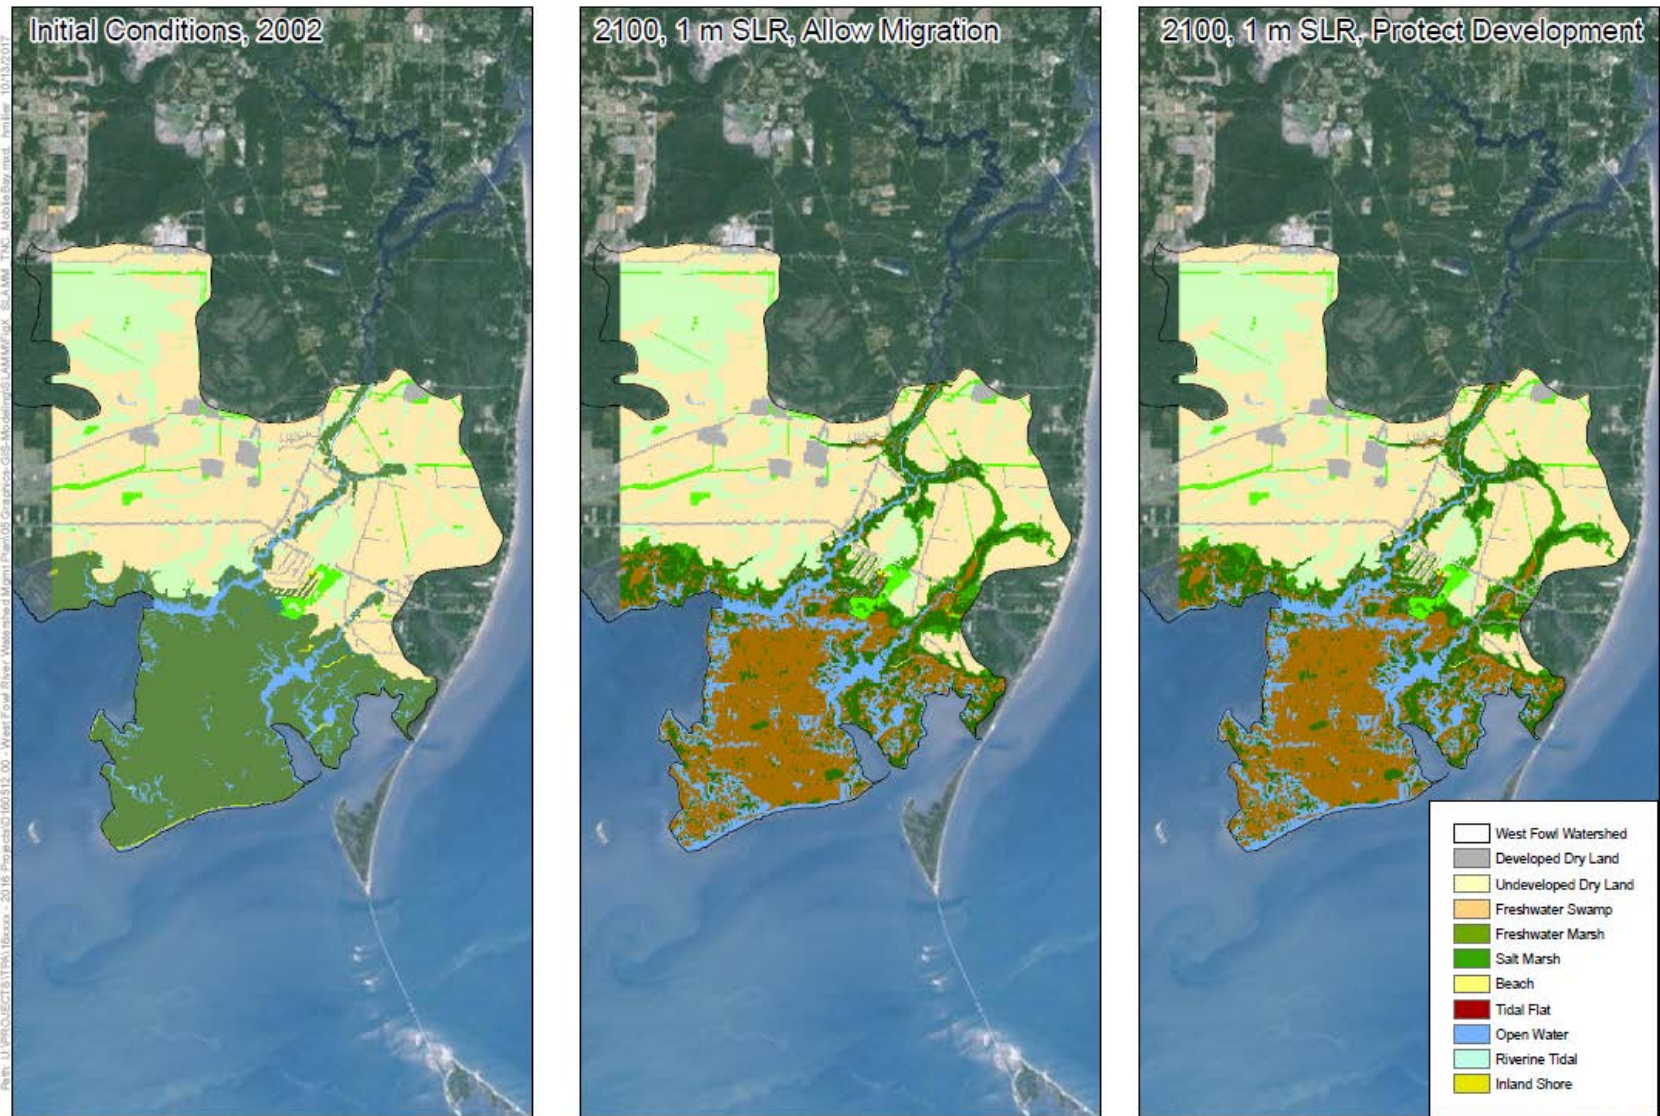 Initial Conditions, 2002
2100, 1 m SLR, Allow Migration
2100, 1 m SLR, Protect Development
West Fowl Watershed
Developed Dry Land
Undeveloped Dry Land
Freshwater Swamp
Freshwater Marsh
Salt Marsh
Beach
Tidal Flat
Open Water
Riverine Tidal
Inland Shore